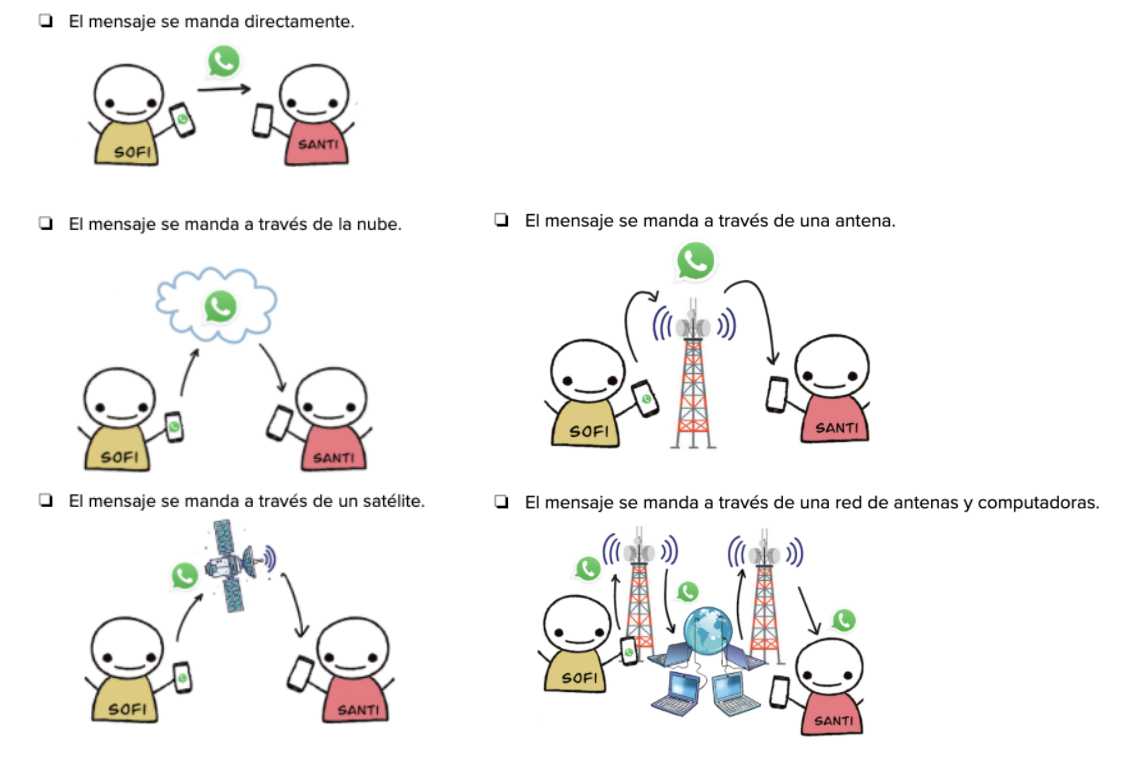 El mensaje se manda directamente.
SOFI
SANTI
El mensaje se manda a través de la nube.
SOFI
SANTI
El mensaje se manda a través de una antena.
SOFI
SANTI
El mensaje se manda a través de un satélite.
SOFI
SANTI
El mensaje se manda a través de una red de antenas y computadoras.
SOFI
SANTI